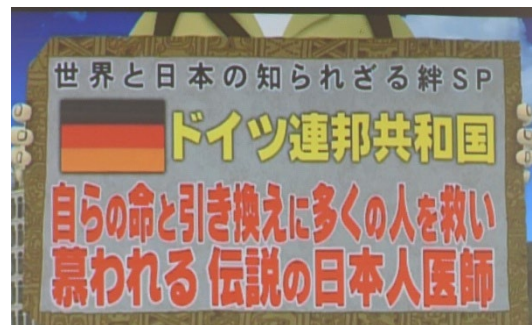 世界と日本の知られざる絆SP
ドイツ連邦共和国
自らの命と引き換えに多くの人を救い
慕われる 伝説の日本人医師